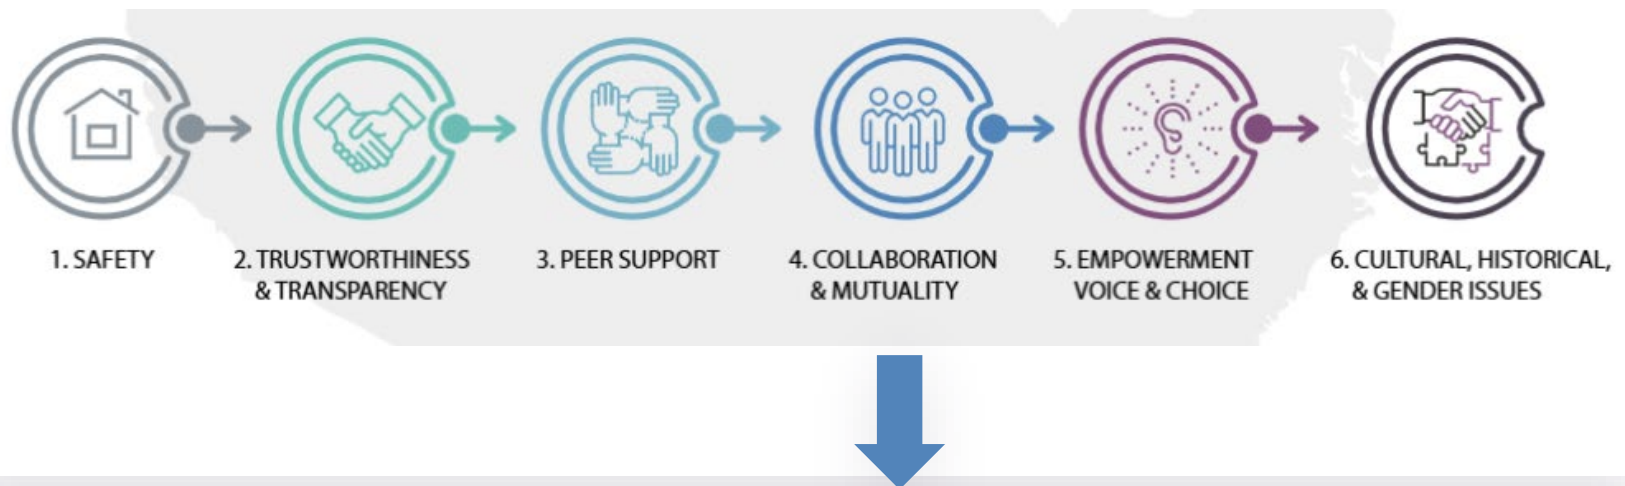 1. SAFETY
2. TRUSTWORTHINESS
& TRANSPARENCY
3. PEER SUPPORT
4. COLLABORATION
& MUTUALITY
5. EMPOWERMENT
VOICE & CHOICE
6. CULTURAL, HISTORICAL,
& GENDER ISSUES